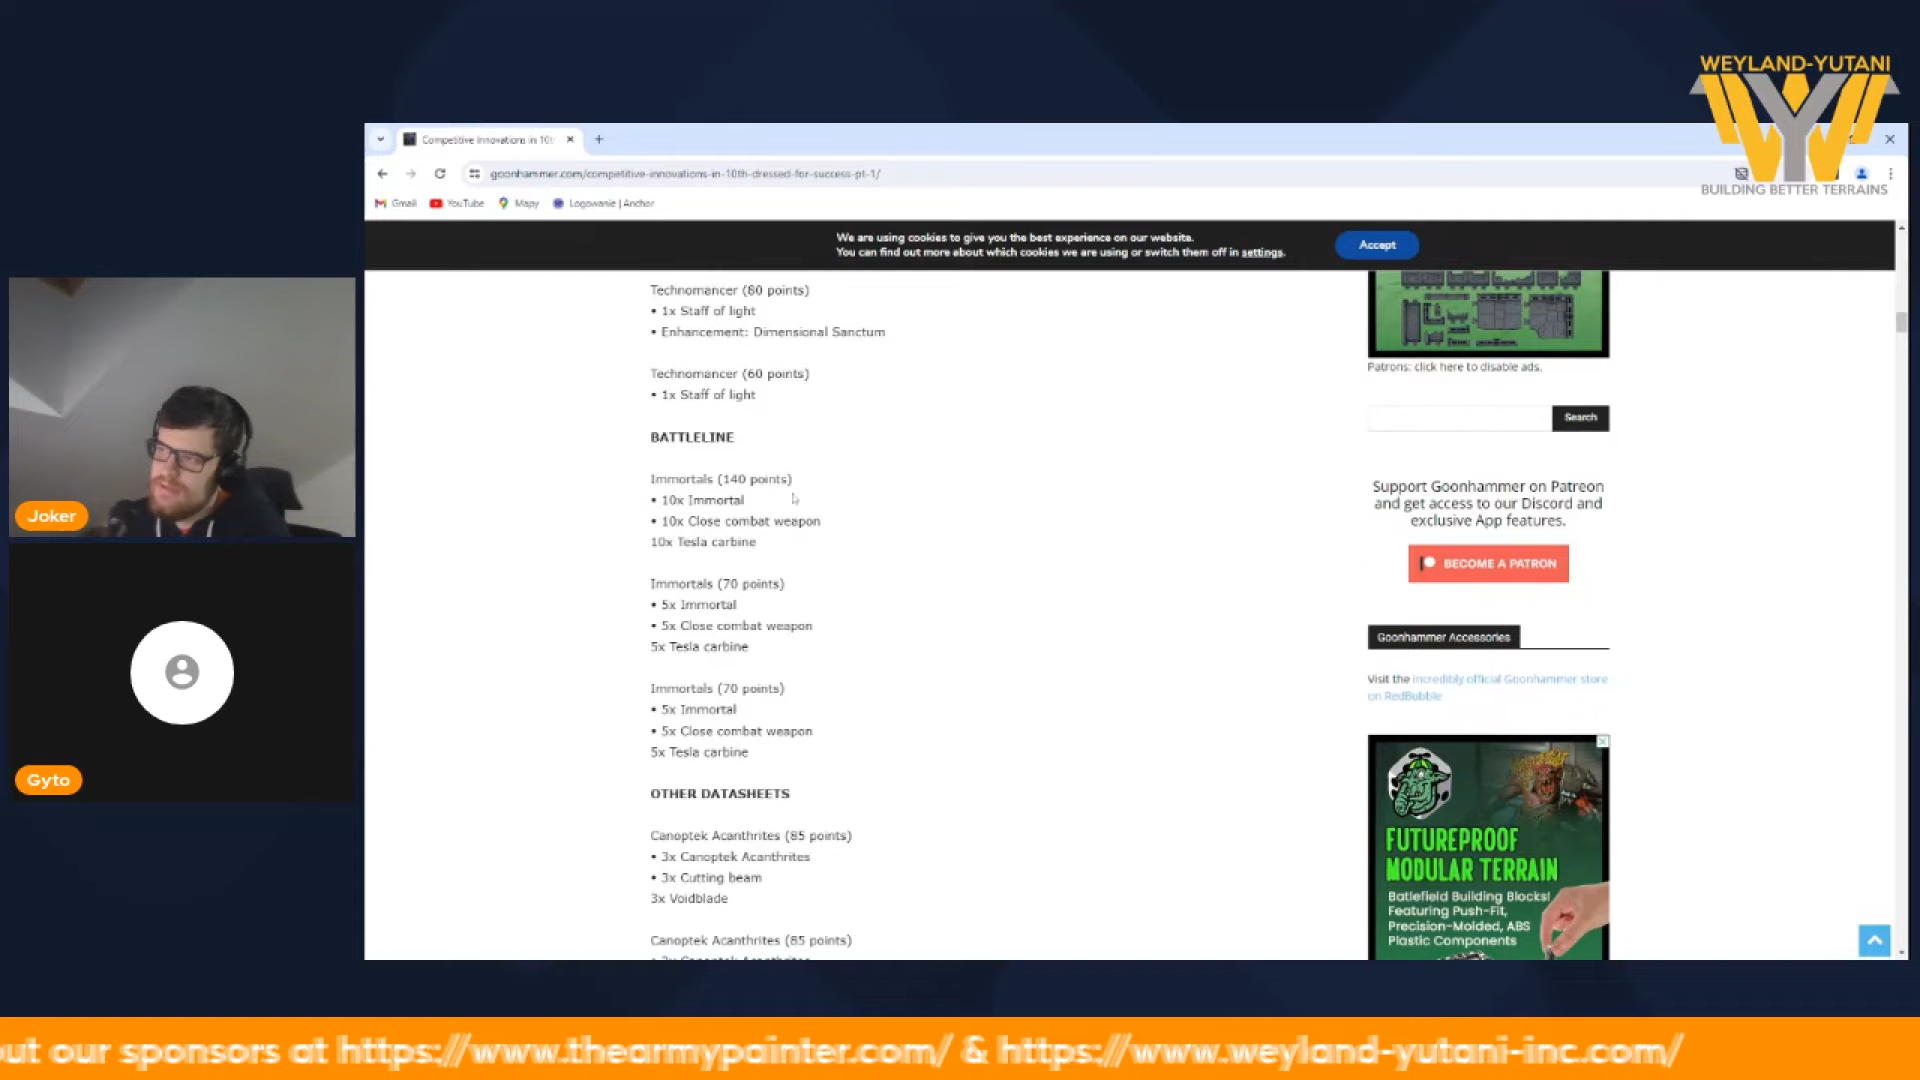 WEYLAND-YUTANI
BUILDING BETTER TERRAINS
Competitive Innovations in 10t
goonhammer.com/competitive-innovations-in-10th-dressed-for-success-pt-1/
Gmail YouTube Mapy Logowanie | Anchor
We are using cookies to give you the best experience on our website.
You can find out more about which cookies we are using or switch them off in settings.
Accept
Technomancer (80 points)
• 1x Staff of light
• Enhancement: Dimensional Sanctum
Technomancer (60 points)
• 1x Staff of light
BATTLELINE
Immortals (140 points)
• 10x Immortal
• 10x Close combat weapon
10x Tesla carbine
Immortals (70 points)
• 5x Immortal
• 5x Close combat weapon
5x Tesla carbine
Immortals (70 points)
• 5x Immortal
• 5x Close combat weapon
5x Tesla carbine
OTHER DATASHEETS
Canoptek Acanthrites (85 points)
• 3x Canoptek Acanthrites
• 3x Cutting beam
3x Voidblade
Canoptek Acanthrites (85 points)
• 3x Canoptek Acanthrites
Patrons: click here to disable ads.
Search
Support Goonhammer on Patreon
and get access to our Discord and
exclusive App features.
BECOME A PATRON
Goonhammer Accessories
Visit the incredibly official Goonhammer store
on RedBubble
FUTUREPROOF
MODULAR TERRAIN
Battlefield Building Blocks!
Featuring Push-Fit,
Precision-Molded, ABS
Plastic Components
Joker
Gyto
out our sponsors at https://www.thearmypainter.com/ & https://www.weyland-yutani-inc.com/